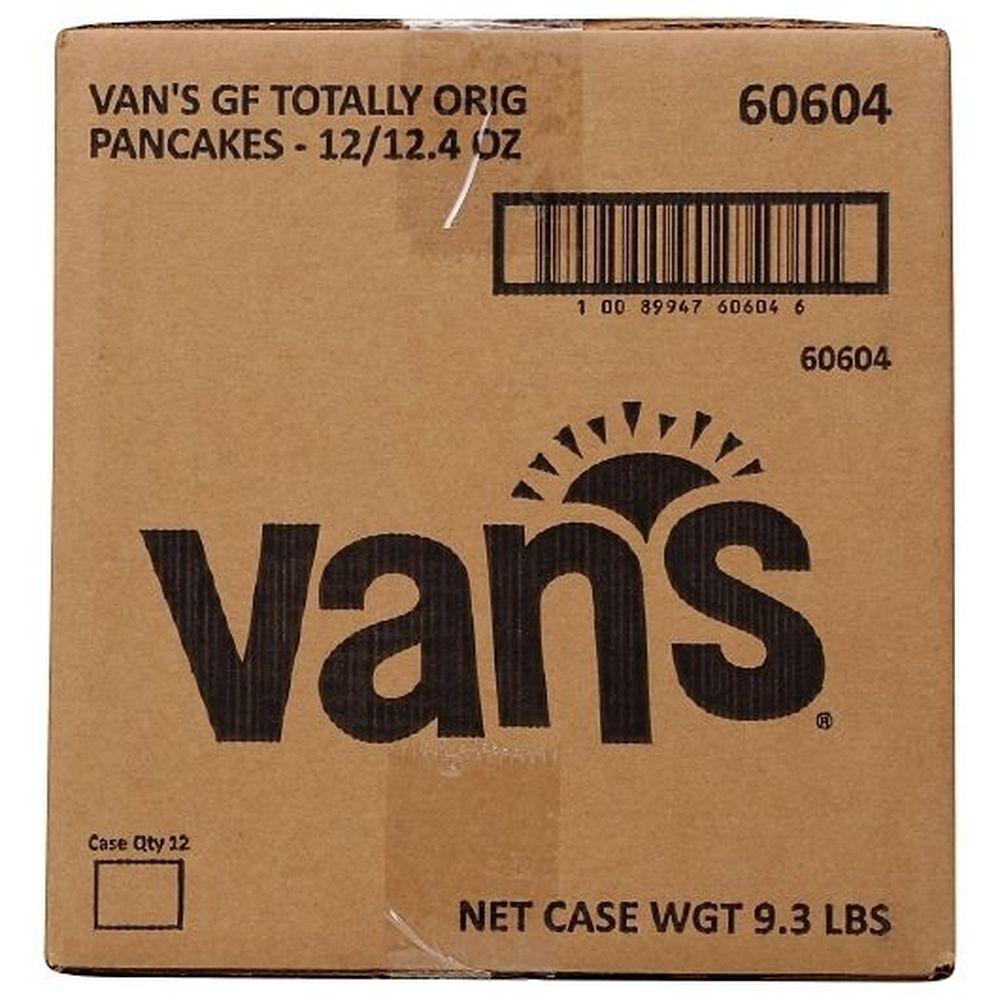 VAN'S GF TOTALLY ORIG
PANCAKES - 12/12.4 OZ
60604
1 00 89947 60604 6
60604
van's®
Case Qty 12
NET CASE WGT 9.3 LBS